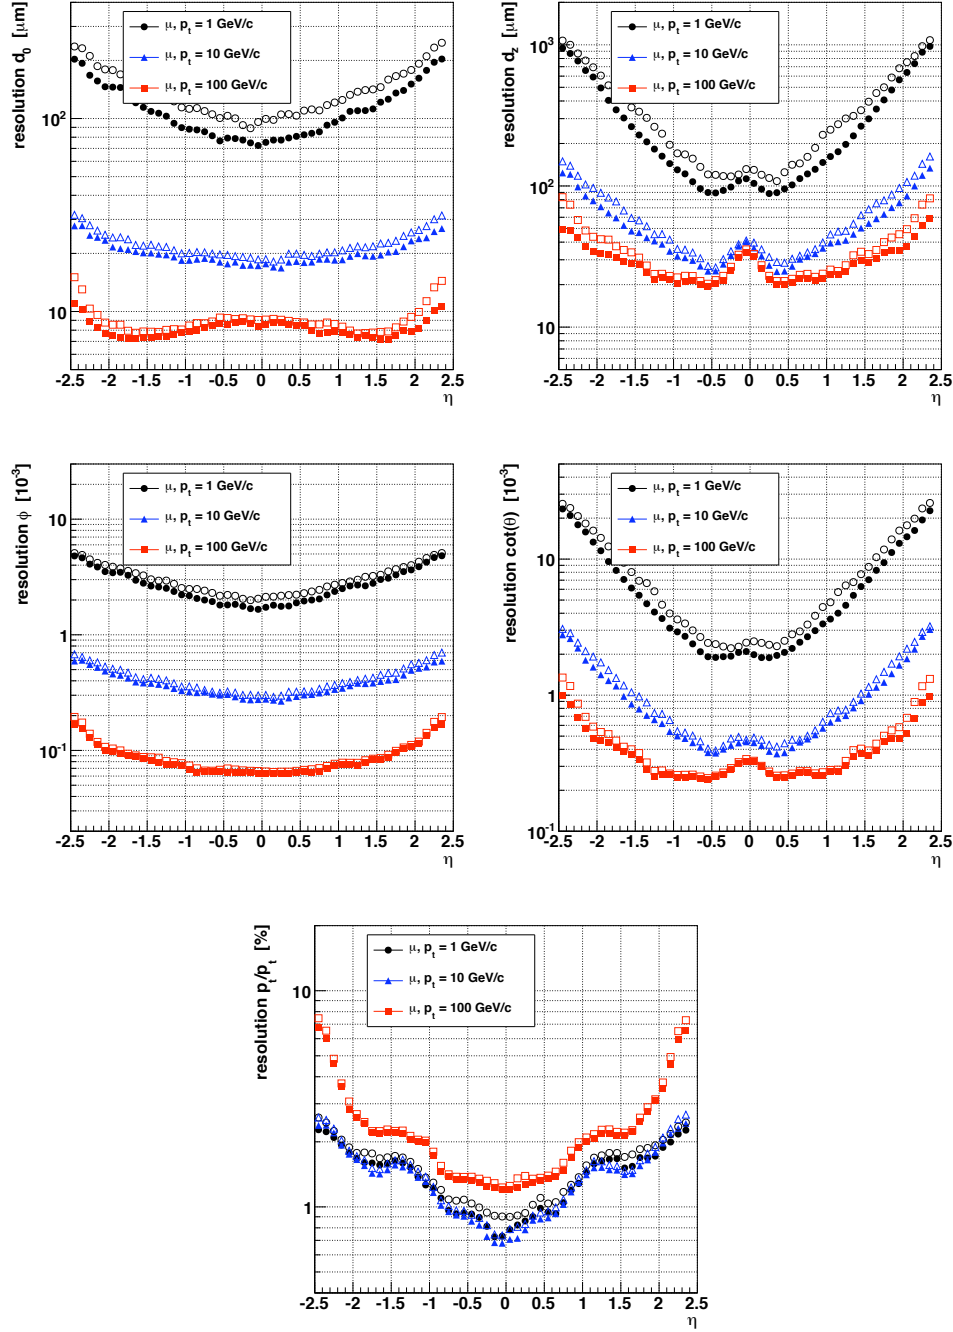 resolution d0 [μm]
μ, pt = 1 GeV/c
μ, pt = 10 GeV/c
μ, pt = 100 GeV/c
10^2
10
-2.5 -2 -1.5 -1 -0.5 0 0.5 1 1.5 2 2.5
η
resolution dz [μm]
μ, pt = 1 GeV/c
μ, pt = 10 GeV/c
μ, pt = 100 GeV/c
10^3
10^2
10
-2.5 -2 -1.5 -1 -0.5 0 0.5 1 1.5 2 2.5
η
resolution ϕ [10^-3]
μ, pt = 1 GeV/c
μ, pt = 10 GeV/c
μ, pt = 100 GeV/c
10
1
10^-1
-2.5 -2 -1.5 -1 -0.5 0 0.5 1 1.5 2 2.5
η
resolution cot(θ) [10^-3]
μ, pt = 1 GeV/c
μ, pt = 10 GeV/c
μ, pt = 100 GeV/c
10
1
10^-1
-2.5 -2 -1.5 -1 -0.5 0 0.5 1 1.5 2 2.5
η
resolution pt/pt [%]
μ, pt = 1 GeV/c
μ, pt = 10 GeV/c
μ, pt = 100 GeV/c
10
1
-2.5 -2 -1.5 -1 -0.5 0 0.5 1 1.5 2 2.5
η